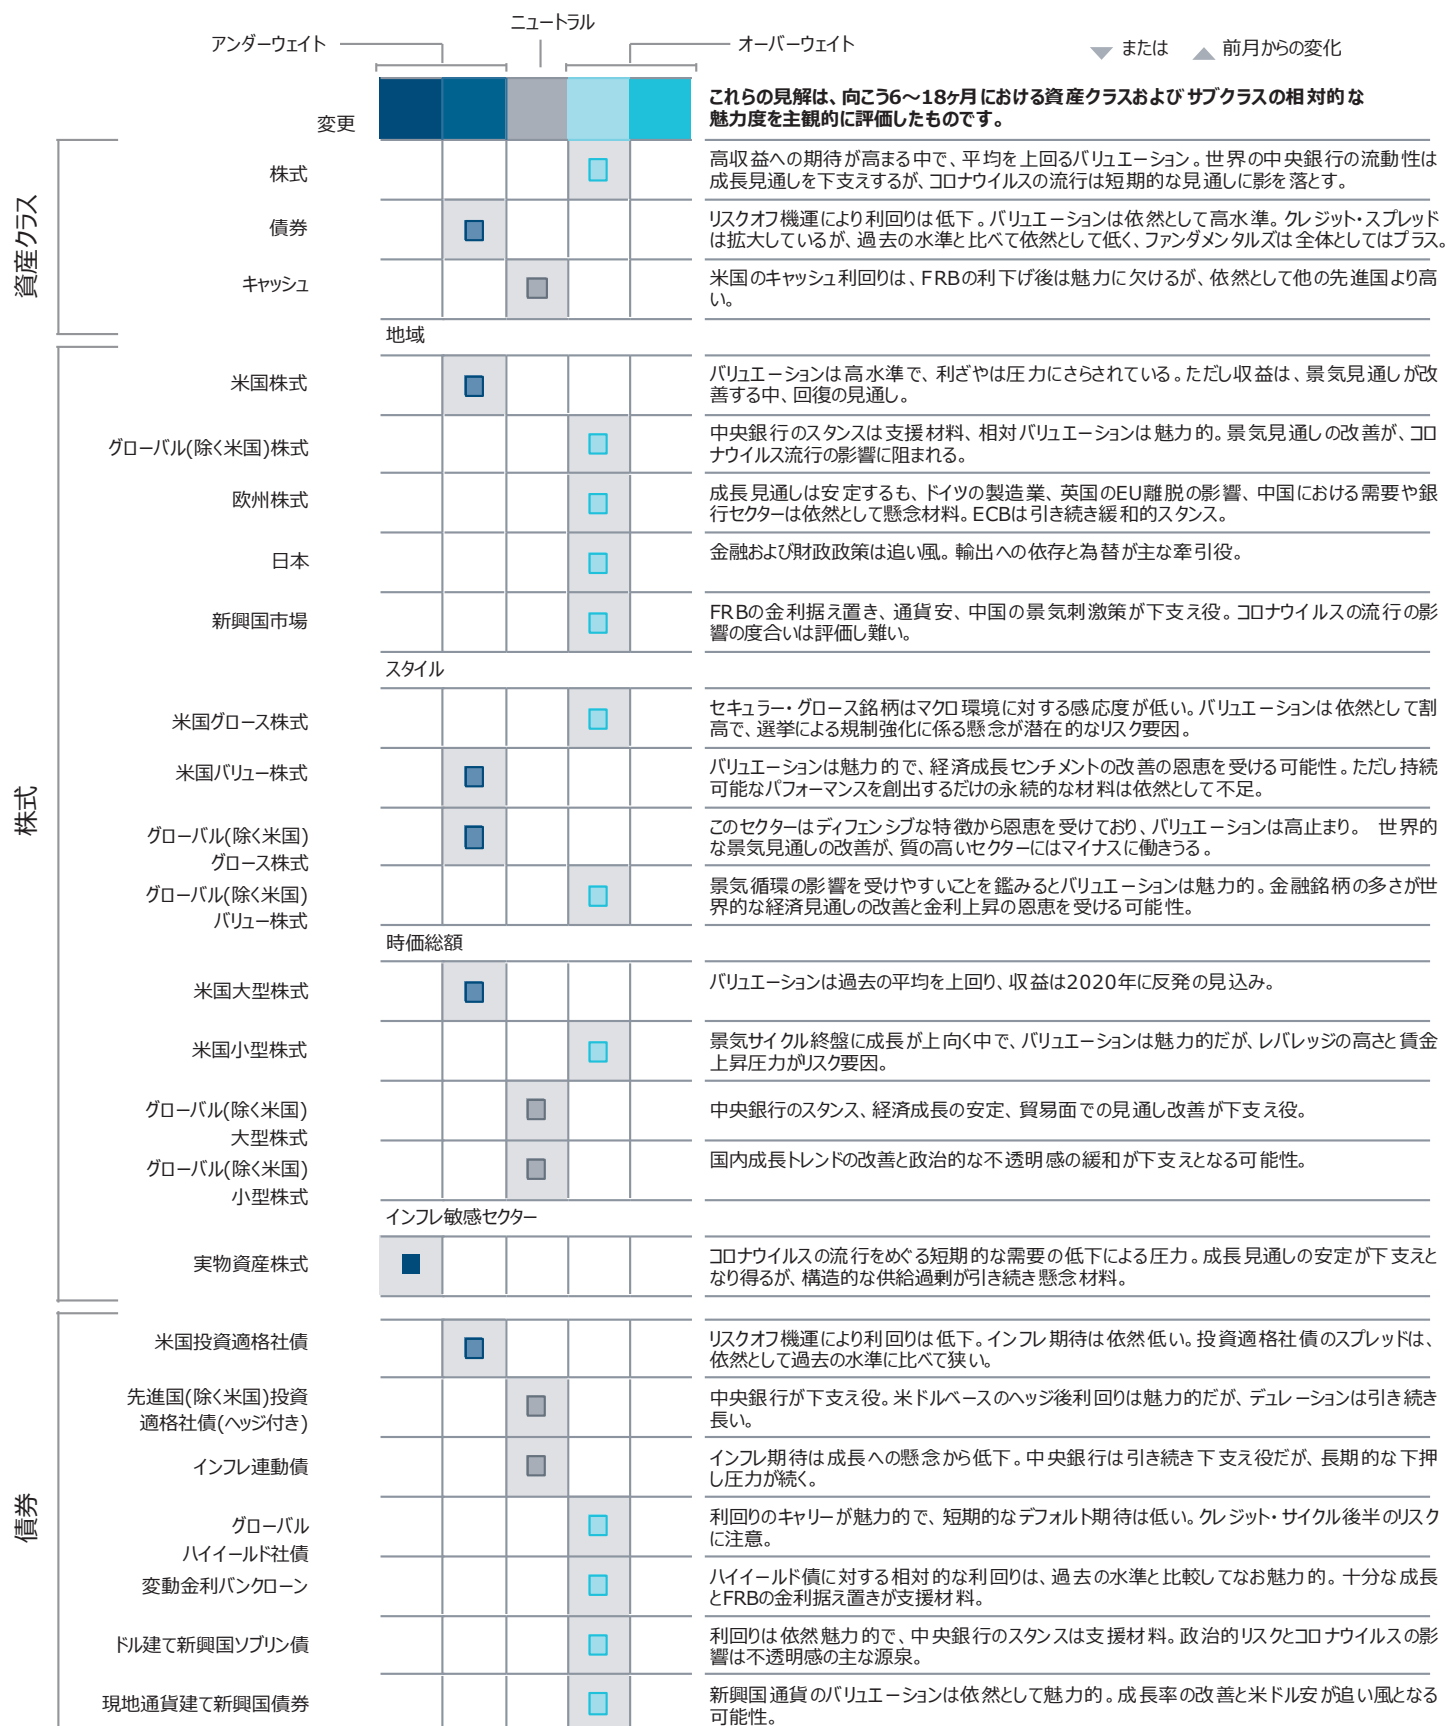 ニュートラル
アンダーウェイト
オーバーウェイト
または
前月からの変化
変更
これらの見解は、向こう6~18ヶ月における資産クラスおよびサブクラスの相対的な
魅力度を主観的に評価したものです。
資産クラス
株式
高収益への期待が高まる中で、平均を上回るバリュエーション。世界の中央銀行の流動性は
成長見通しを下支えするが、コロナウイルスの流行は短期的な見通しに影を落とす。
債券
リスクオフ機運により利回りは低下。バリュエーションは依然として高水準。クレジット・スプレッド
は拡大しているが、過去の水準と比べて依然として低く、ファンダメンタルズは全体としてはプラス。
キャッシュ
米国のキャッシュ利回りは、FRBの利下げ後は魅力に欠けるが、依然として他の先進国より高
い。
株式
地域
米国株式
バリュエーションは高水準で、利ざやは圧力にさらされている。ただし収益は、景気見通しが改
善する中、回復の見通し。
グローバル(除く米国)株式
中央銀行のスタンスは支援材料、相対バリュエーションは魅力的。景気見通しの改善が、コロ
ナウイルス流行の影響に阻まれる。
欧州株式
成長見通しは安定するも、ドイツの製造業、英国のEU離脱の影響、中国における需要や銀
行セクターは依然として懸念材料。ECBは引き続き緩和的スタンス。
日本
金融および財政政策は追い風。輸出への依存と為替が主な牽引役。
新興国市場
FRBの金利据え置き、通貨安、中国の景気刺激策が下支え役。コロナウイルスの流行の影
響の度合いは評価し難い。
スタイル
米国グロース株式
セキュラー・グロース銘柄はマクロ環境に対する感応度が低い。バリュエーションは依然として割
高で、選挙による規制強化に係る懸念が潜在的なリスク要因。
米国バリュー株式
バリュエーションは魅力的で、経済成長センチメントの改善の恩恵を受ける可能性。ただし持続
可能なパフォーマンスを創出するだけの永続的な材料は依然として不足。
グローバル(除く米国)
グロース株式
このセクターはディフェンシブな特徴から恩恵を受けており、バリュエーションは高止まり。 世界的
な景気見通しの改善が、質の高いセクターにはマイナスに働きうる。
グローバル(除く米国)
バリュー株式
景気循環の影響を受けやすいことを鑑みるとバリュエーションは魅力的。金融銘柄の多さが世
界的な経済見通しの改善と金利上昇の恩恵を受ける可能性。
時価総額
米国大型株式
バリュエーションは過去の平均を上回り、収益は2020年に反発の見込み。
米国小型株式
景気サイクル終盤に成長が上向く中で、バリュエーションは魅力的だが、レバレッジの高さと賃金
上昇圧力がリスク要因。
グローバル(除く米国)
大型株式
中央銀行のスタンス、経済成長の安定、貿易面での見通し改善が下支え役。
グローバル(除く米国)
小型株式
国内成長トレンドの改善と政治的な不透明感の緩和が下支えとなる可能性。
インフレ敏感セクター
実物資産株式
コロナウイルスの流行をめぐる短期的な需要の低下による圧力。成長見通しの安定が下支えと
なり得るが、構造的な供給過剰が引き続き懸念材料。
債券
米国投資適格社債
リスクオフ機運により利回りは低下。インフレ期待は依然低い。投資適格社債のスプレッドは、
依然として過去の水準に比べて狭い。
先進国(除く米国)投資
適格社債(ヘッジ付き)
中央銀行が下支え役。米ドルベースのヘッジ後利回りは魅力的だが、デュレーションは引き続き
長い。
インフレ連動債
インフレ期待は成長への懸念から低下。中央銀行は引き続き下支え役だが、長期的な下押
し圧力が続く。
グローバル
ハイイールド社債
利回りのキャリーが魅力的で、短期的なデフォルト期待は低い。クレジット・サイクル後半のリスク
に注意。
変動金利バンクローン
ハイイールド債に対する相対的な利回りは、過去の水準と比較してなお魅力的。十分な成長
とFRBの金利据え置きが支援材料。
ドル建て新興国ソブリン債
利回りは依然魅力的で、中央銀行のスタンスは支援材料。政治的リスクとコロナウイルスの影
響は不透明感の主な源泉。
現地通貨建て新興国債券
新興国通貨のバリュエーションは依然として魅力的。成長率の改善と米ドル安が追い風となる
可能性。